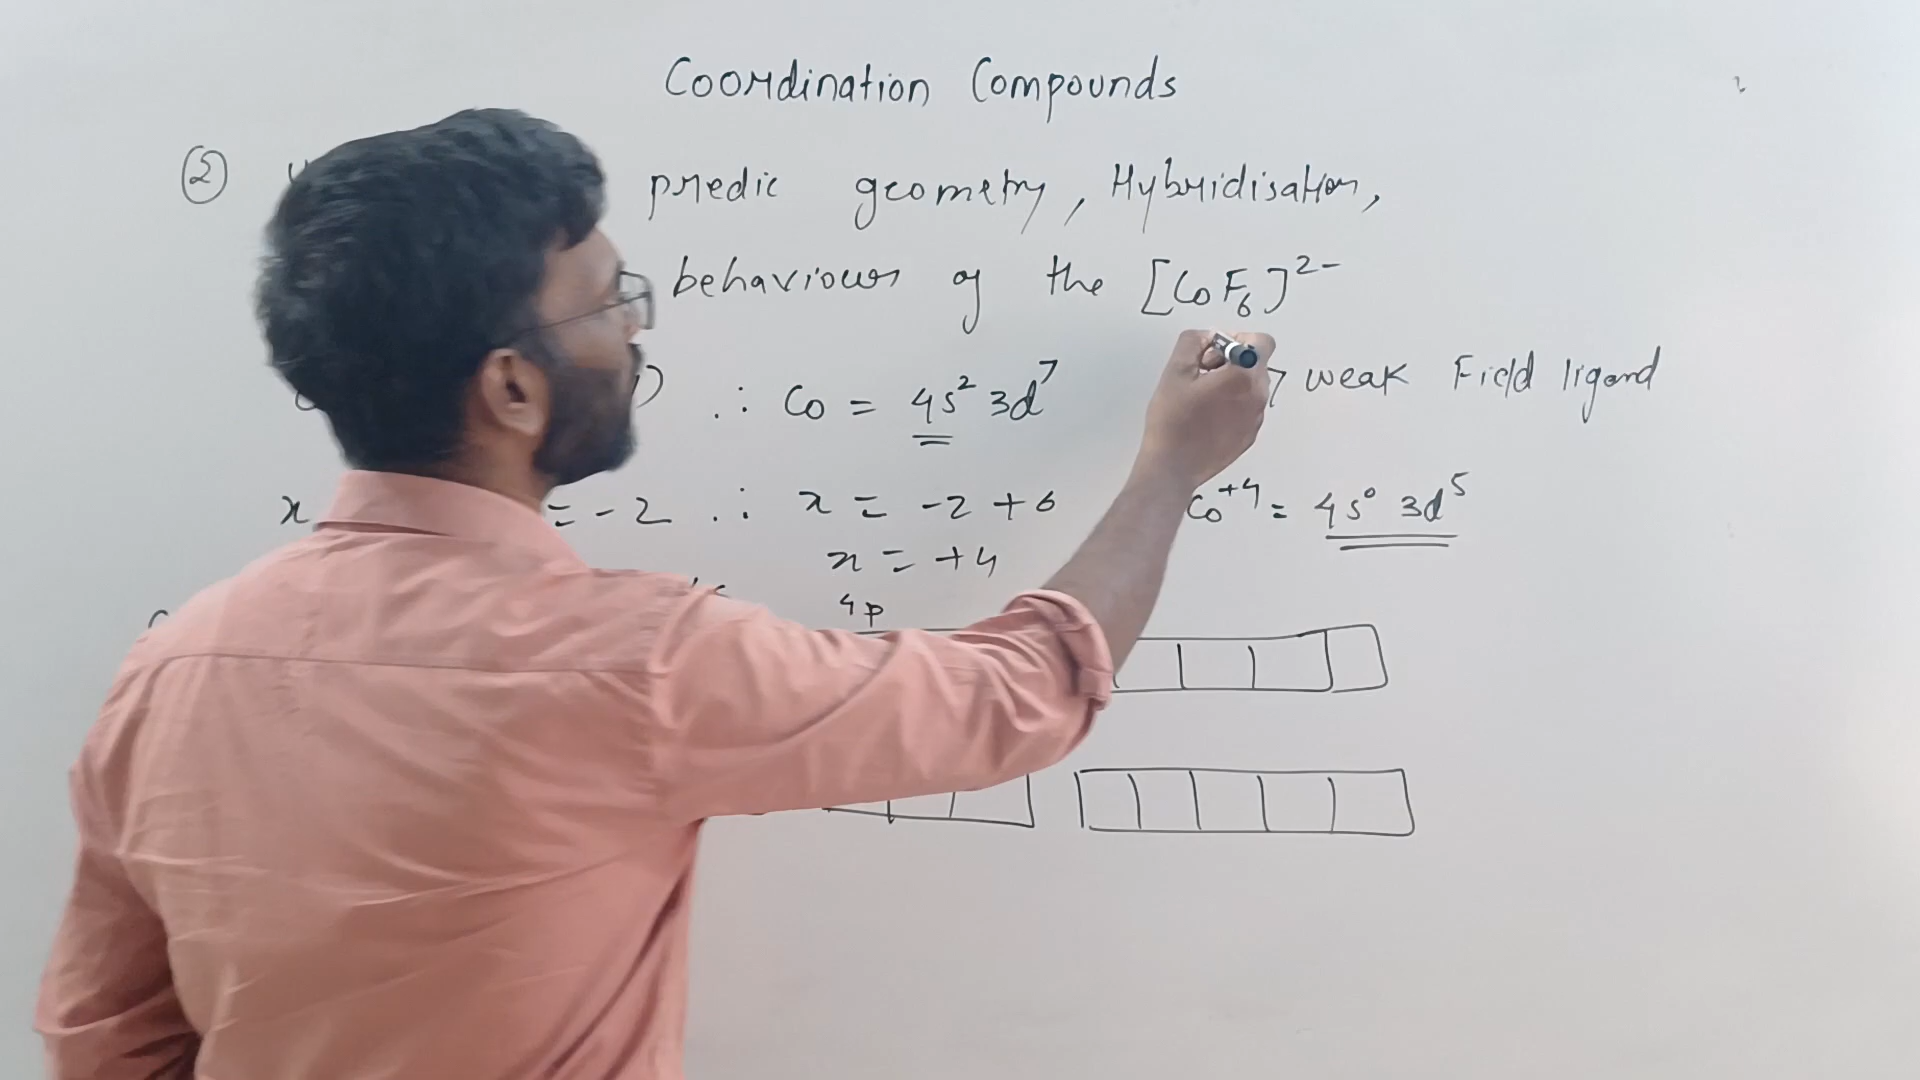 Coordination Compounds
② predic geometry, Hybridisation,
behaviour of the [CoF6]2-
∴ Co = 4s2 3d7 weak Field ligand
x = -2 ∴ x = -2 + 6 Co+4 = 4s0 3d5
x = +4
4p